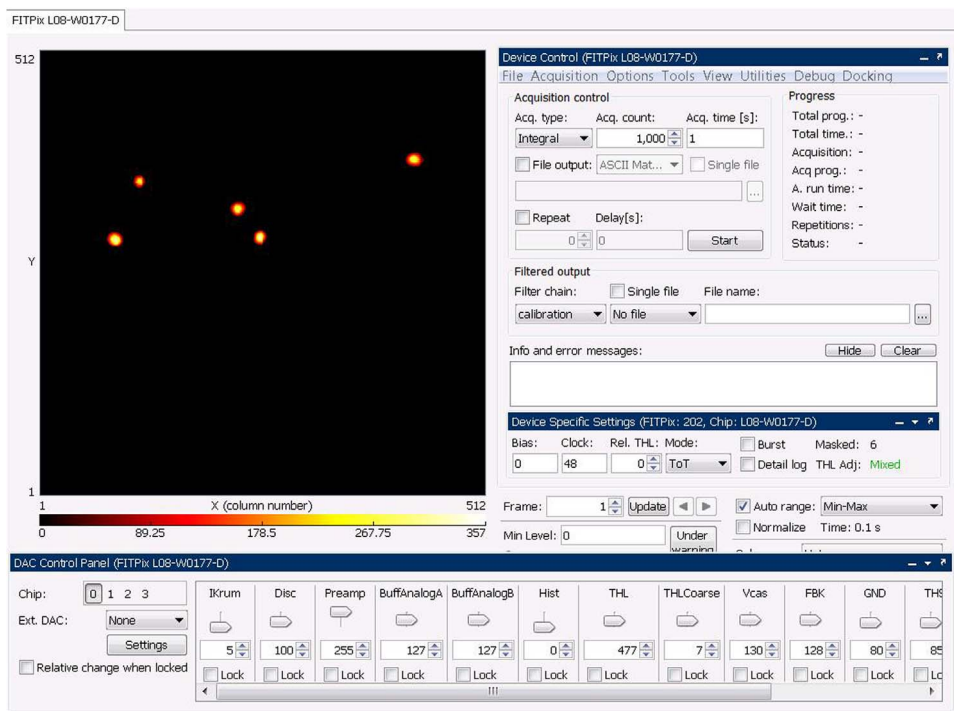 FITPix L08-W0177-D
512
Y
1
1 X (column number) 512
0 89.25 178.5 267.75 357
Device Control (FITPix L08-W0177-D)
File Acquisition Options Tools View Utilities Debug Docking
Acquisition control
Acq. type: Acq. count: Acq. time [s]:
Integral 1,000 1
File output: ASCII Mat... Single file
...
Repeat Delay[s]:
0 0 Start
Progress
Total prog.: -
Total time.: -
Acquisition: -
Acq prog.: -
A. run time: -
Wait time: -
Repetitions: -
Status: -
Filtered output
Filter chain: Single file File name:
calibration No file ...
Info and error messages: Hide Clear
Device Specific Settings (FITPix: 202, Chip: L08-W0177-D)
Bias: Clock: Rel. THL: Mode: Burst Masked: 6
0 48 0 ToT Detail log THL Adj: Mixed
Frame: 1 Update Auto range: Min-Max
Normalize Time: 0.1 s
Min Level: 0 Under
warning
DAC Control Panel (FITPix L08-W0177-D)
Chip: 0 1 2 3
Ext. DAC: None
Settings
Relative change when locked
IKrum Disc Preamp BuffAnalogA BuffAnalogB Hist THL THLCoarse Vcas FBK GND THS
5 100 255 127 127 0 477 7 130 128 80 85
Lock Lock Lock Lock Lock Lock Lock Lock Lock Lock Lock Lo